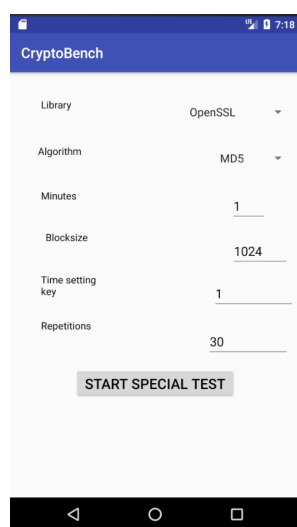 LTE 7:18
CryptoBench
Library OpenSSL
Algorithm MD5
Minutes 1
Blocksize 1024
Time setting
key 1
Repetitions 30
START SPECIAL TEST